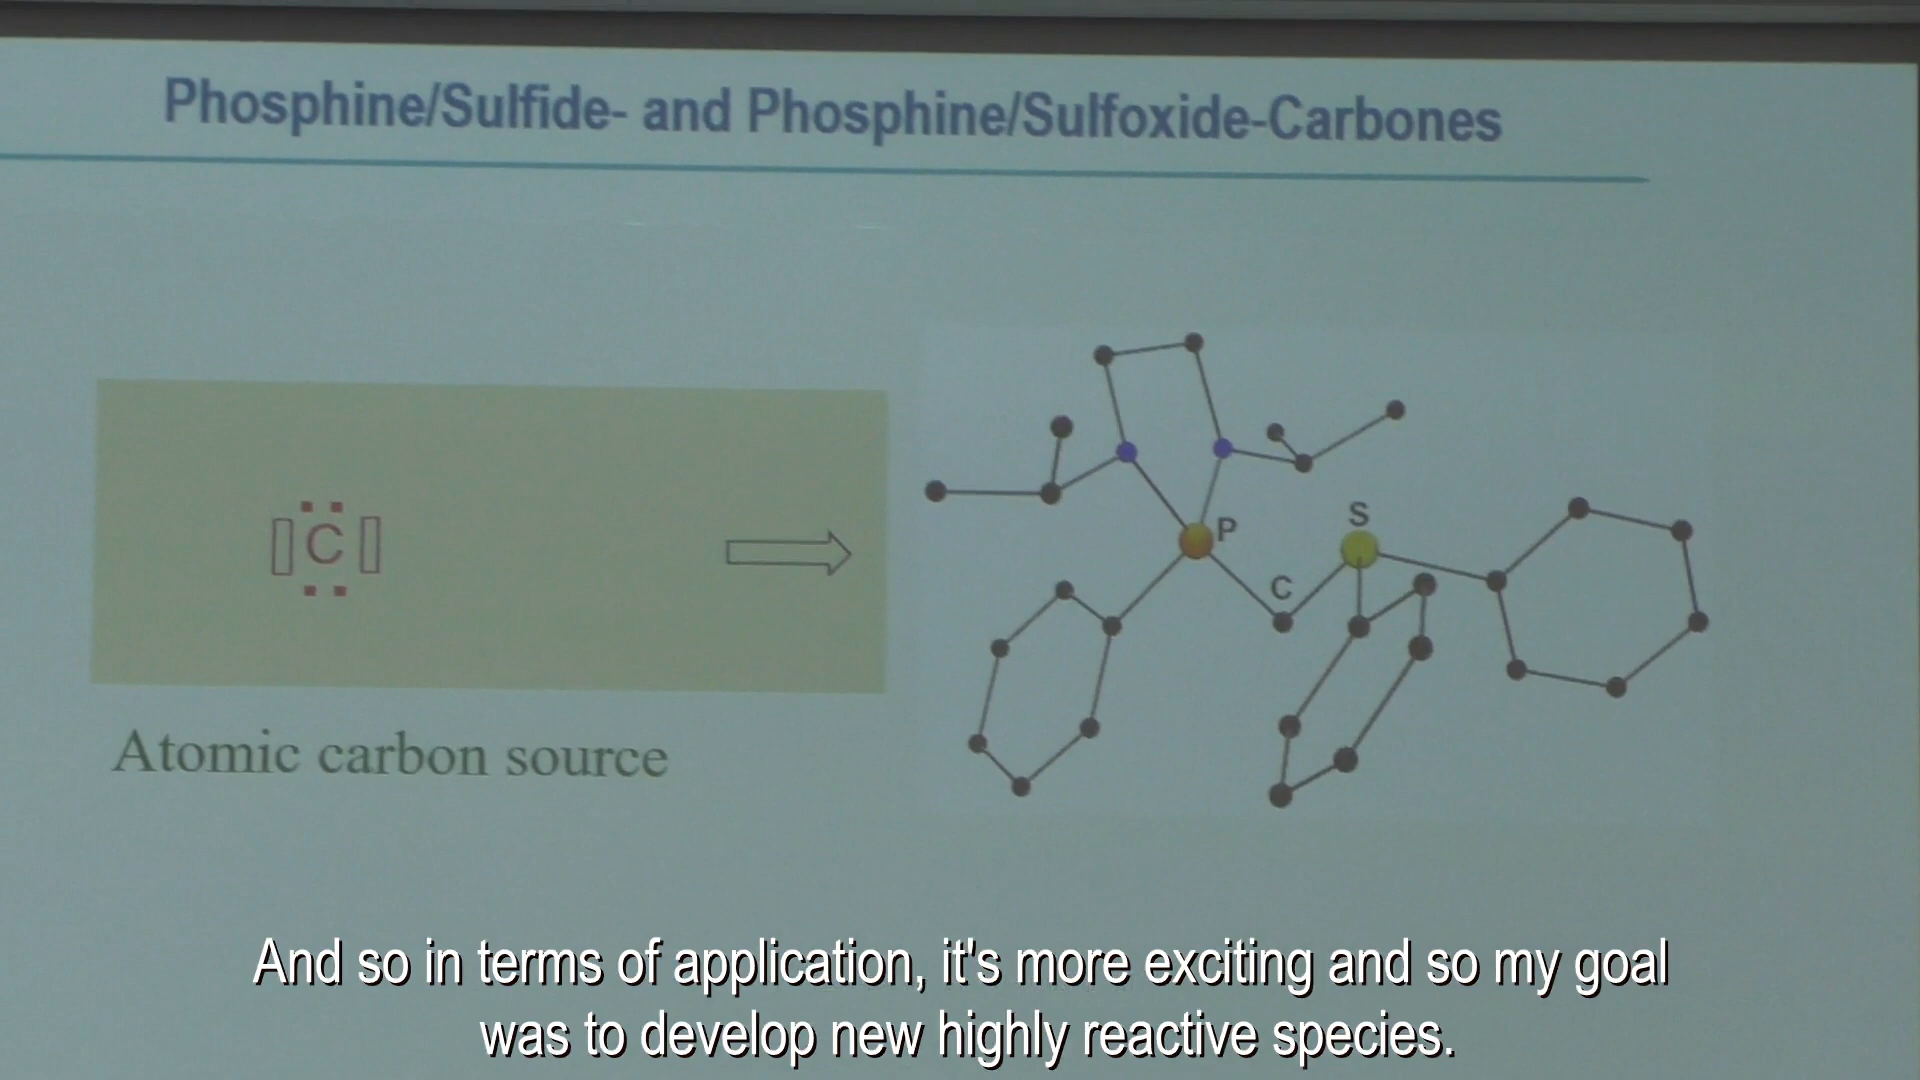 Phosphine/Sulfide- and Phosphine/Sulfoxide-Carbones
C
P
S
C
Atomic carbon source
And so in terms of application, it's more exciting and so my goal
was to develop new highly reactive species.